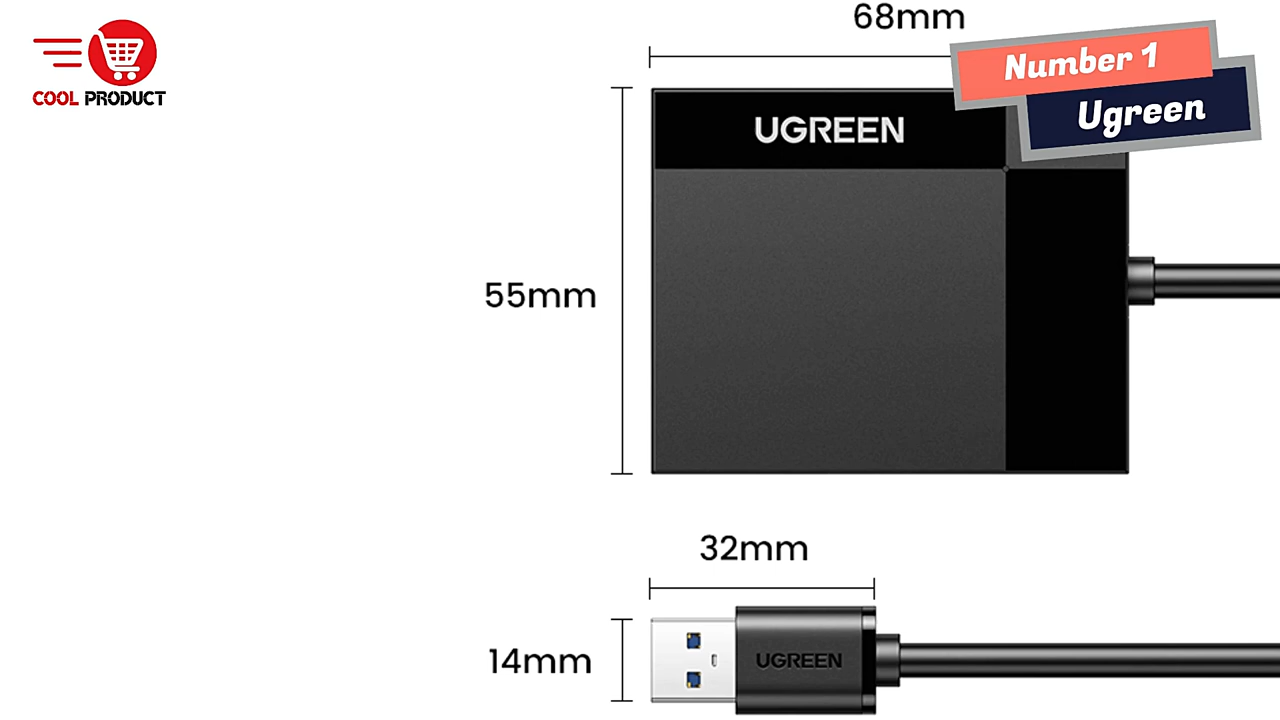 68mm
Number 1
Ugreen
COOL PRODUCT
UGREEN
55mm
32mm
14mm
UGREEN